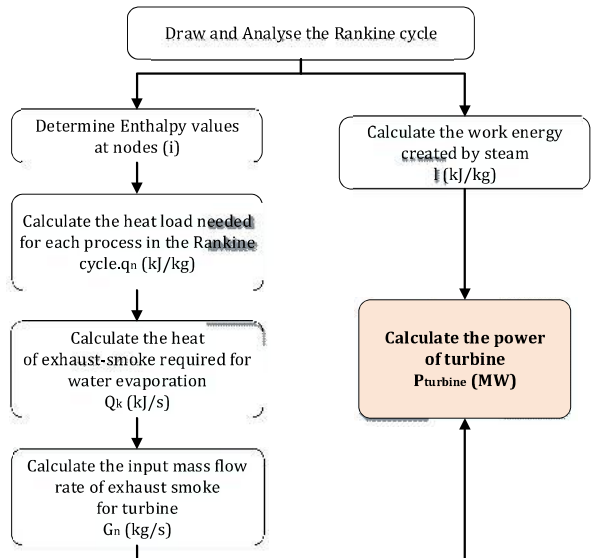 Draw and Analyse the Rankine cycle
Determine Enthalpy values
at nodes (i)
Calculate the heat load needed
for each process in the Rankine
cycle.qn (kJ/kg)
Calculate the heat
of exhaust-smoke required for
water evaporation
Qk (kJ/s)
Calculate the input mass flow
rate of exhaust smoke
for turbine
Gn (kg/s)
Calculate the work energy
created by steam
l (kJ/kg)
Calculate the power
of turbine
Pturbine (MW)